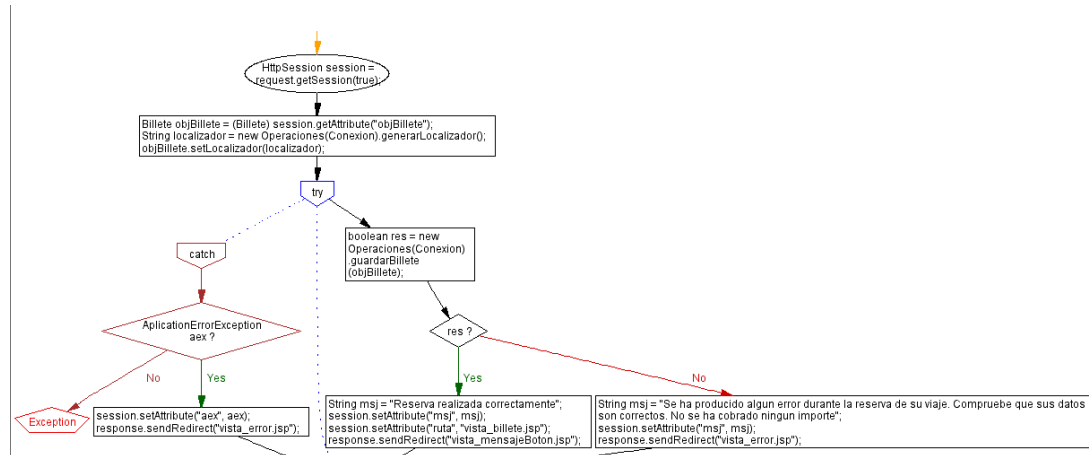 HttpSession session =
request.getSession(true);
Billete objBillete = (Billete) session.getAttribute("objBillete");
String localizador = new Operaciones(Conexion).generarLocalizador();
objBillete.setLocalizador(localizador);
try
catch
boolean res = new
Operaciones(Conexion)
.guardarBillete
(objBillete);
AplicationErrorException
aex ?
res ?
No
Yes
Yes
No
Exception
session.setAttribute("aex", aex);
response.sendRedirect("vista_error.jsp");
String msj = "Reserva realizada correctamente";
session.setAttribute("msj", msj);
session.setAttribute("ruta", "vista_billete.jsp");
response.sendRedirect("vista_mensajeBoton.jsp");
String msj = "Se ha producido algun error durante la reserva de su viaje. Compruebe que sus datos
son correctos. No se ha cobrado ningun importe";
session.setAttribute("msj", msj);
response.sendRedirect("vista_error.jsp");